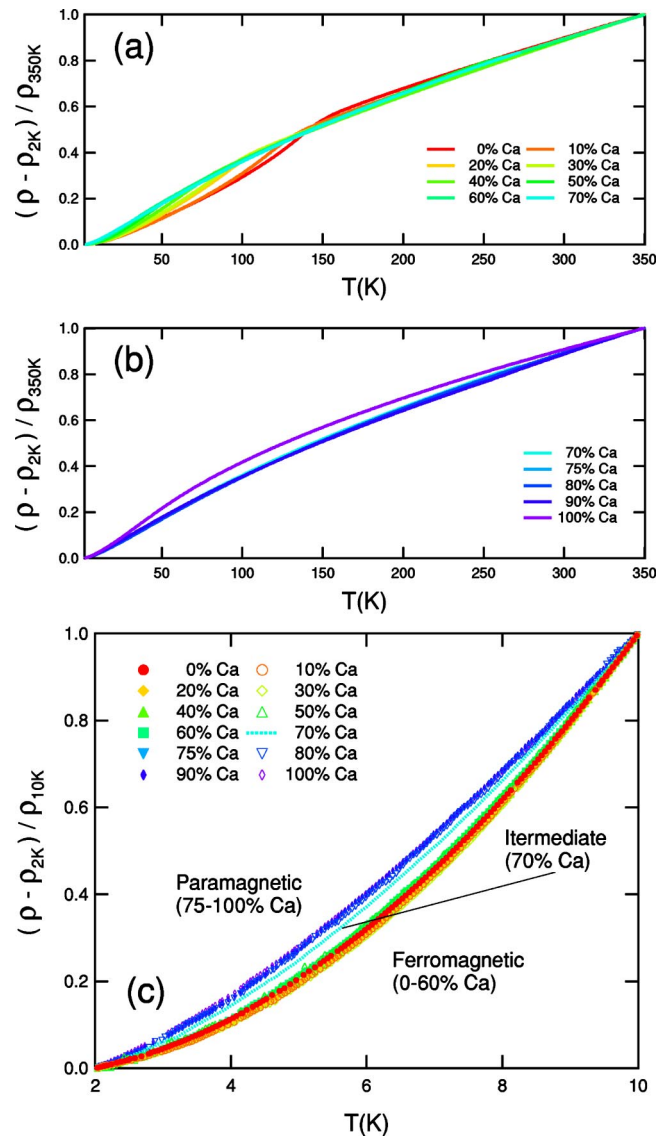 (a)
( ρ - ρ2K ) / ρ350K
1.0
0.8
0.6
0.4
0.2
0.0
0% Ca 10% Ca
20% Ca 30% Ca
40% Ca 50% Ca
60% Ca 70% Ca
50 100 150 200 250 300 350
T(K)
(b)
( ρ - ρ2K ) / ρ350K
1.0
0.8
0.6
0.4
0.2
0.0
70% Ca
75% Ca
80% Ca
90% Ca
100% Ca
50 100 150 200 250 300 350
T(K)
( ρ - ρ2K ) / ρ10K
1.0
0.8
0.6
0.4
0.2
0.0
0% Ca 10% Ca
20% Ca 30% Ca
40% Ca 50% Ca
60% Ca 70% Ca
75% Ca 80% Ca
90% Ca 100% Ca
Itermediate
(70% Ca)
Paramagnetic
(75-100% Ca)
Ferromagnetic
(0-60% Ca)
(c)
2 4 6 8 10
T(K)